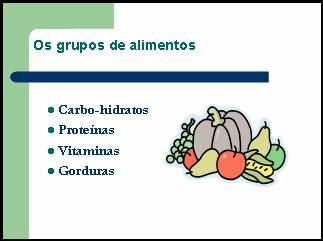 Os grupos de alimentos
Carbo-hidratos
Proteínas
Vitaminas
Gorduras